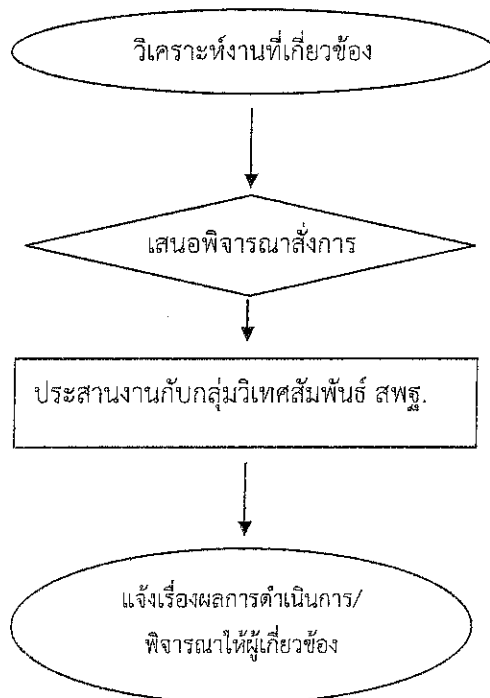 วิเคราะห์งานที่เกี่ยวข้อง
เสนอพิจารณาสั่งการ
ประสานงานกับกลุ่มวิเทศสัมพันธ์ สพฐ.
แจ้งเรื่องผลการดำเนินการ/
พิจารณาให้ผู้เกี่ยวข้อง